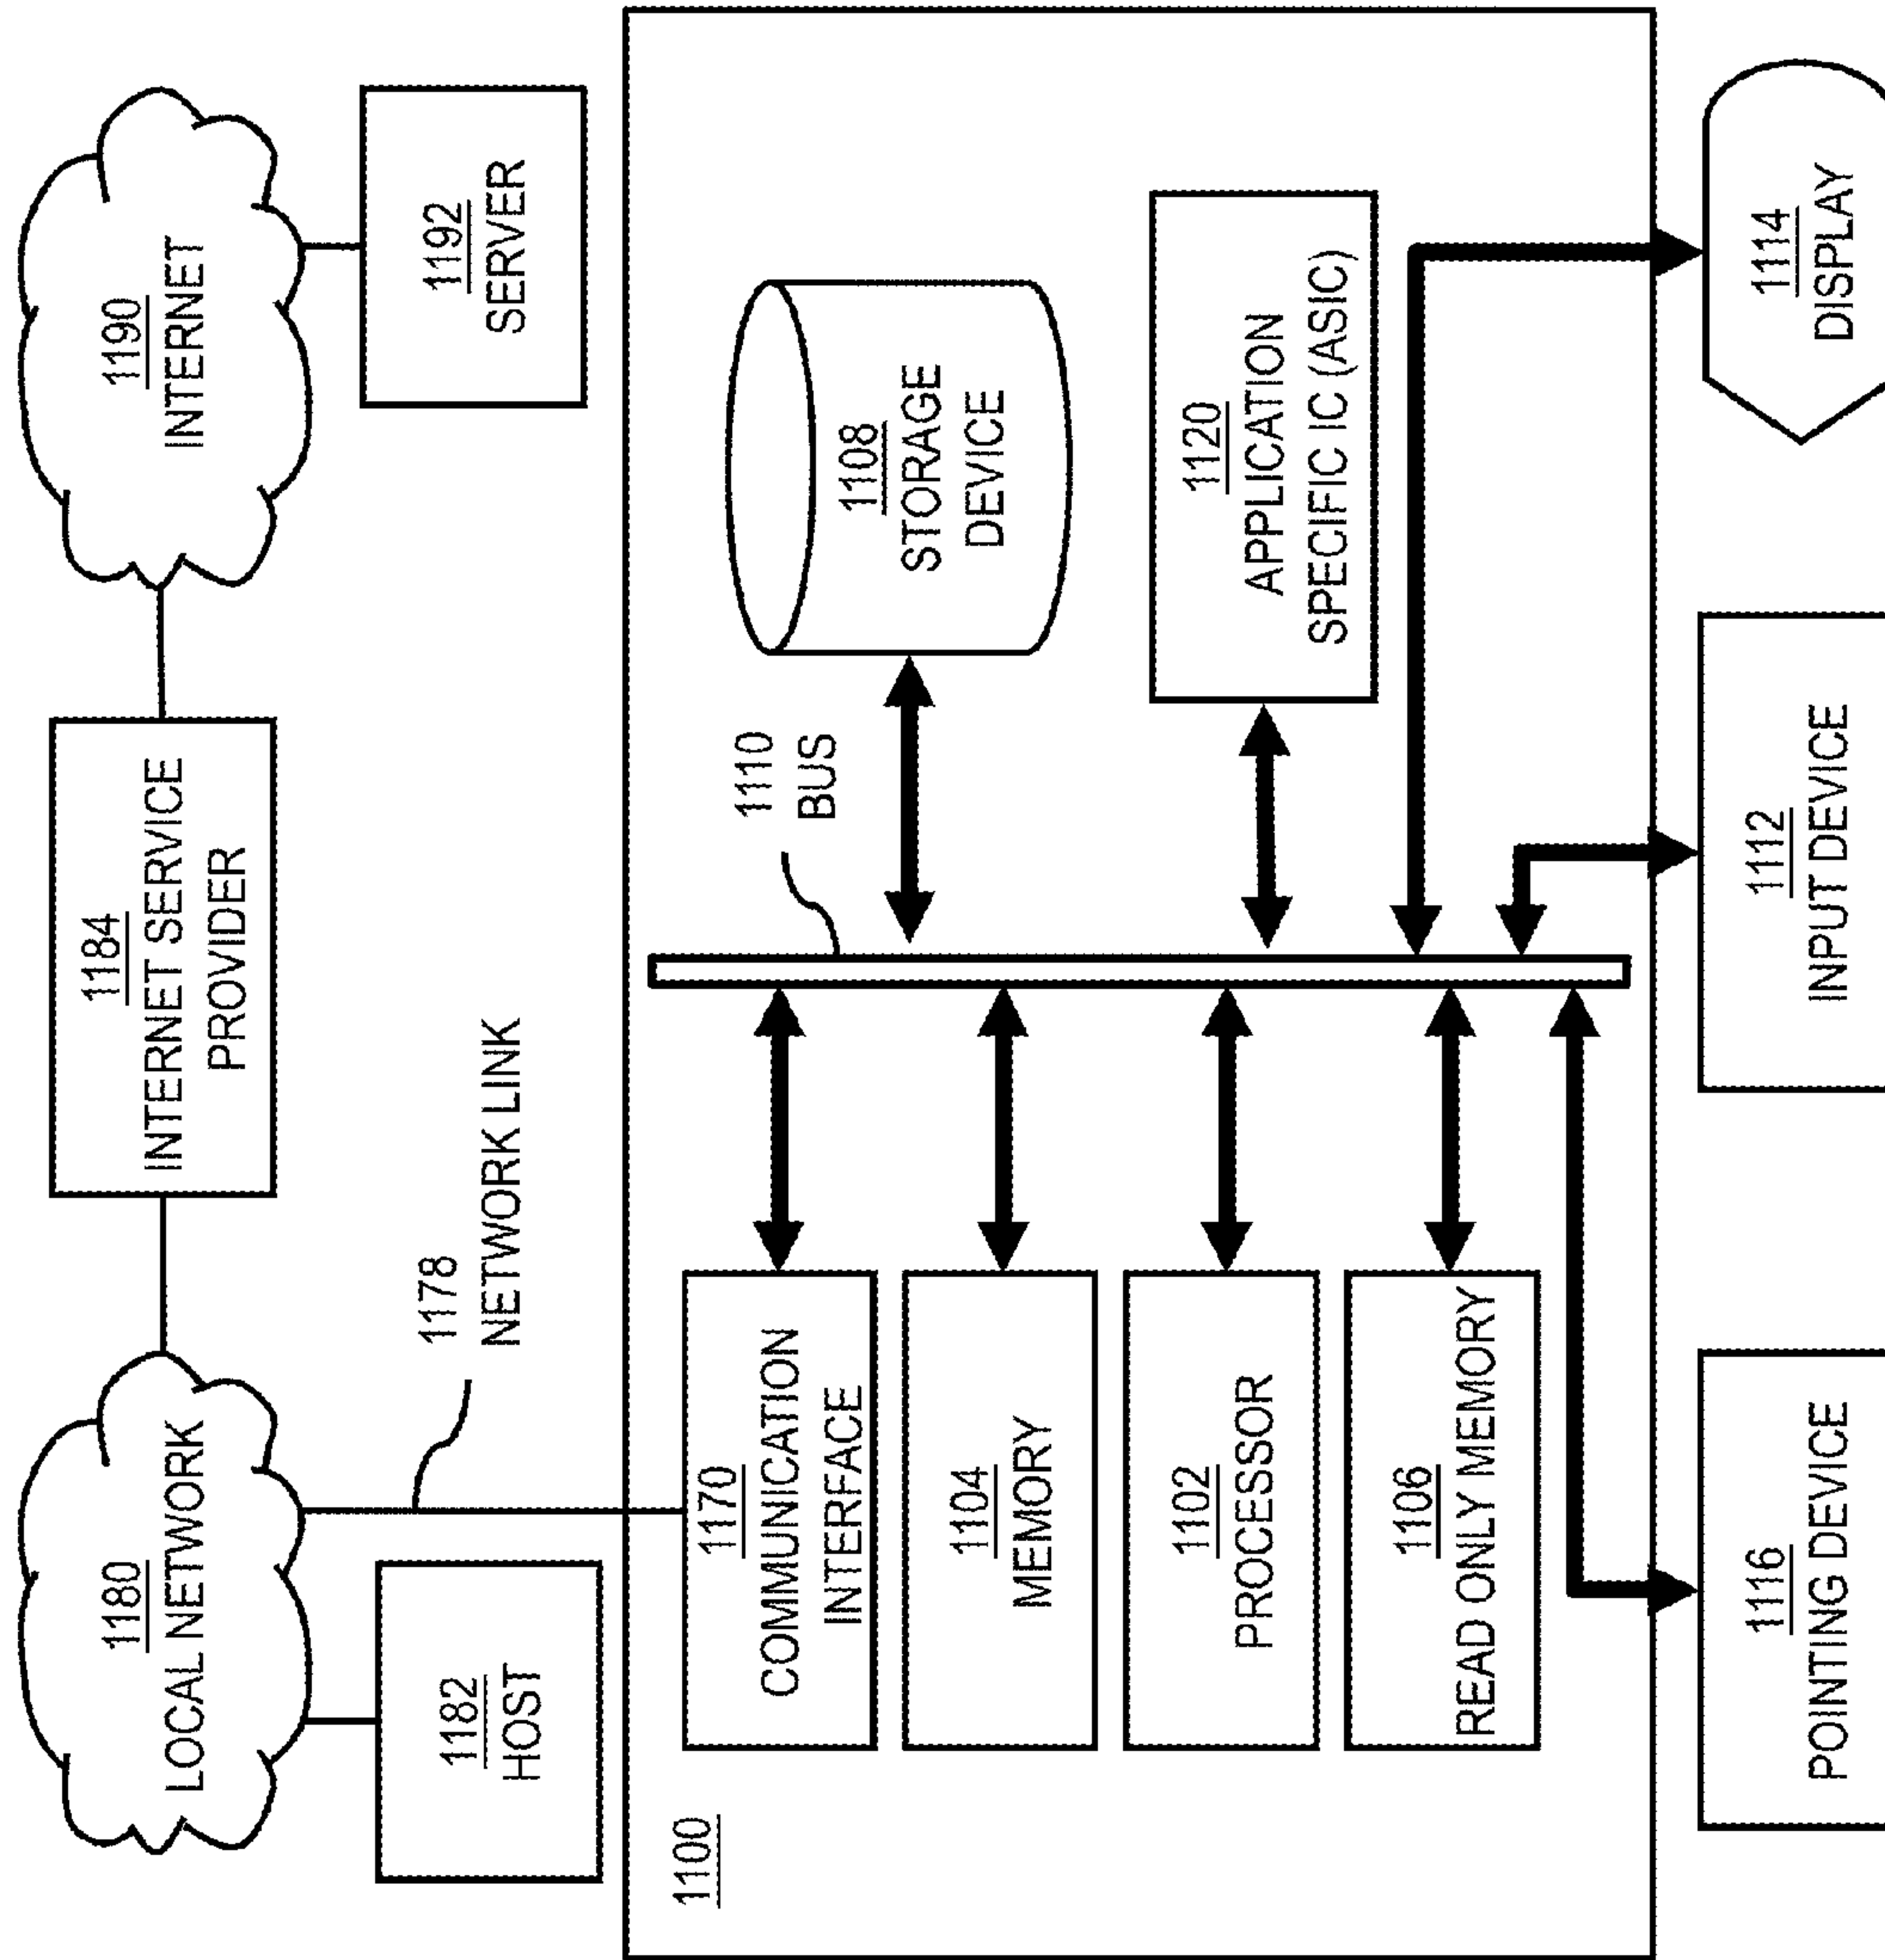 1180
LOCAL NETWORK
1184
INTERNET SERVICE
PROVIDER
1190
INTERNET
1182
HOST
1178
NETWORK LINK
1192
SERVER
1100
1170
COMMUNICATION
INTERFACE
1110
BUS
1108
STORAGE
DEVICE
1104
MEMORY
1102
PROCESSOR
1120
APPLICATION
SPECIFIC IC (ASIC)
1106
READ ONLY MEMORY
1116
POINTING DEVICE
1112
INPUT DEVICE
1114
DISPLAY